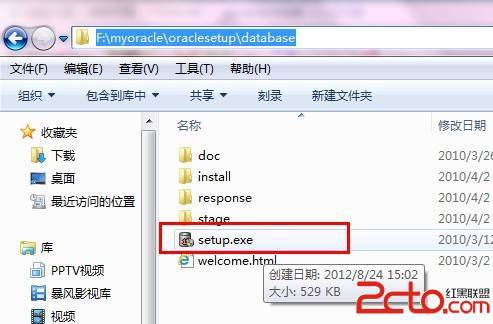 F:\myoracle\oraclesetup\database
文件(F) 编辑(E) 查看(V) 工具(T) 帮助(H)
组织 包含到库中 共享 刻录 新建文件夹
收藏夹
下载
桌面
最近访问的位置
库
PPTV视频
暴风影视库
视频
名称 修改日期
doc 2010/3/26
install 2010/4/2
response 2010/4/2
stage 2010/4/2
setup.exe 2010/3/12
welcome.html
创建日期: 2012/8/24 15:02
大小: 529 KB
红黑联盟
2cto.com